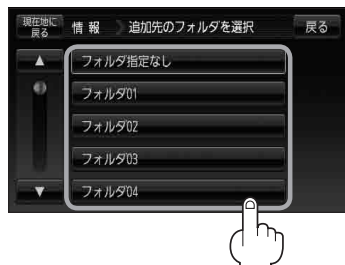 現在地に
戻る
情報 追加先のフォルダを選択
戻る
▲
フォルダ指定なし
フォルダ01
フォルダ02
フォルダ03
フォルダ04
▼